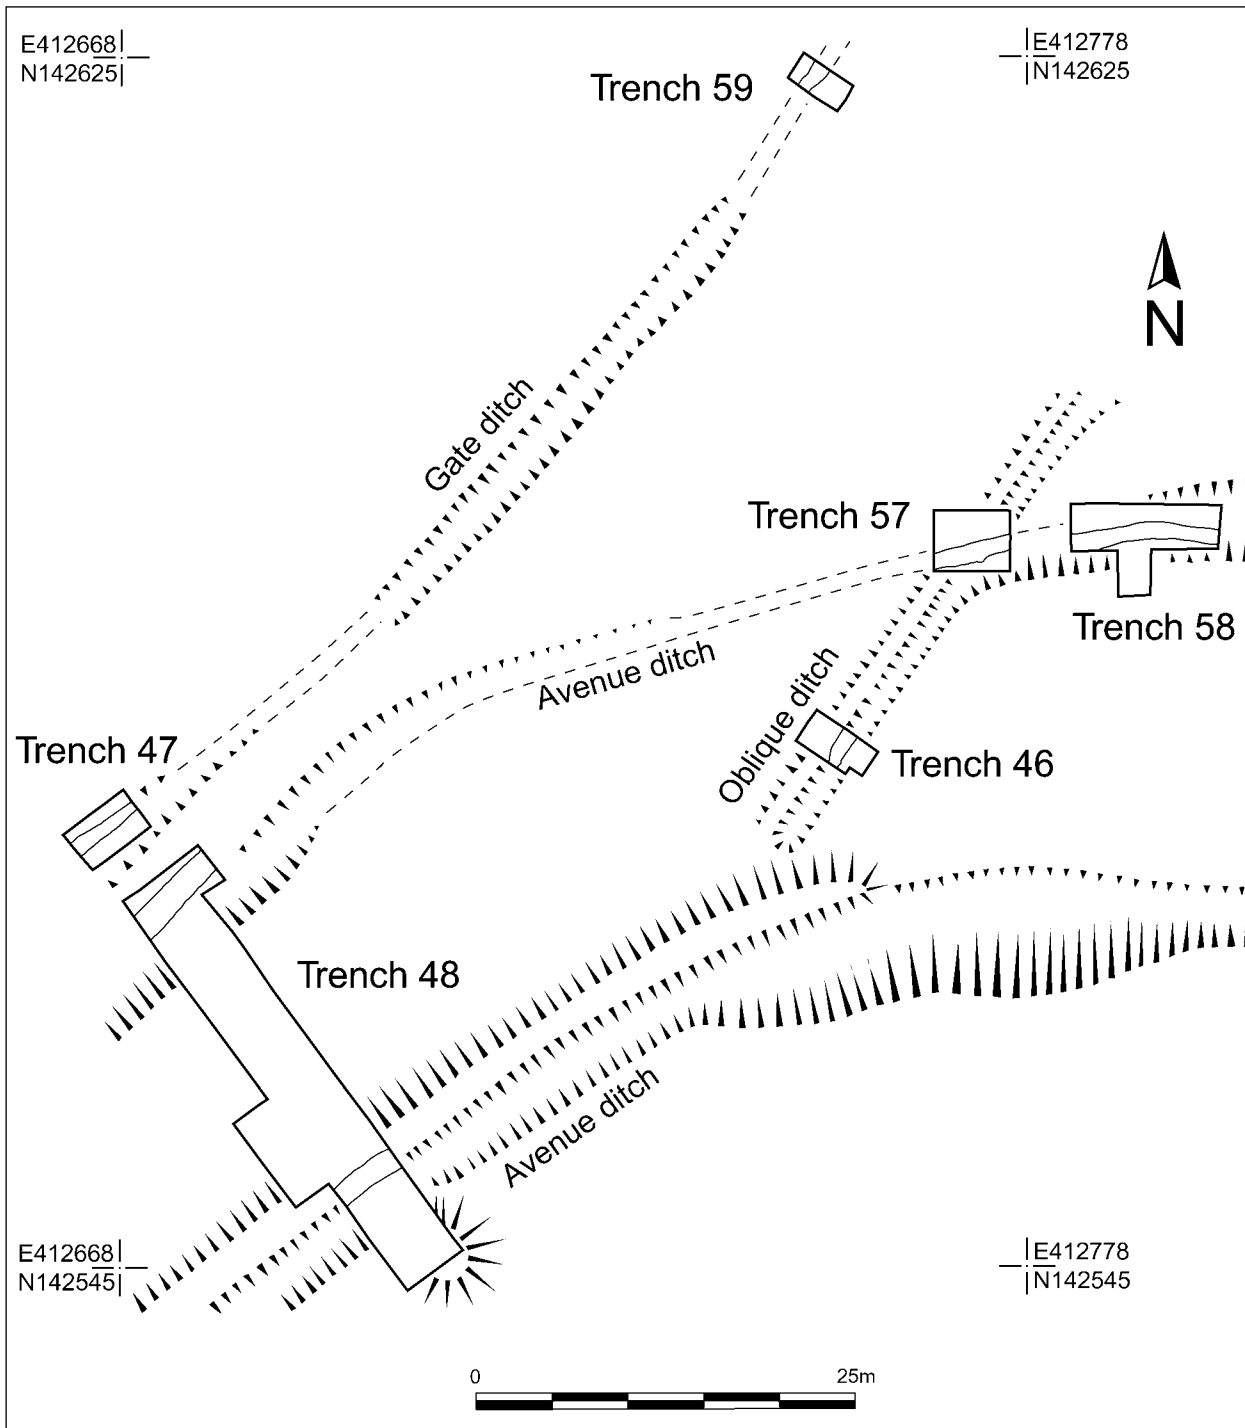 E412668
N142625
E412778
N142625
Trench 59
N
Gate ditch
Trench 57
Trench 58
Avenue ditch
Oblique ditch
Trench 47
Trench 46
Trench 48
Avenue ditch
E412668
N142545
E412778
N142545
0 25m